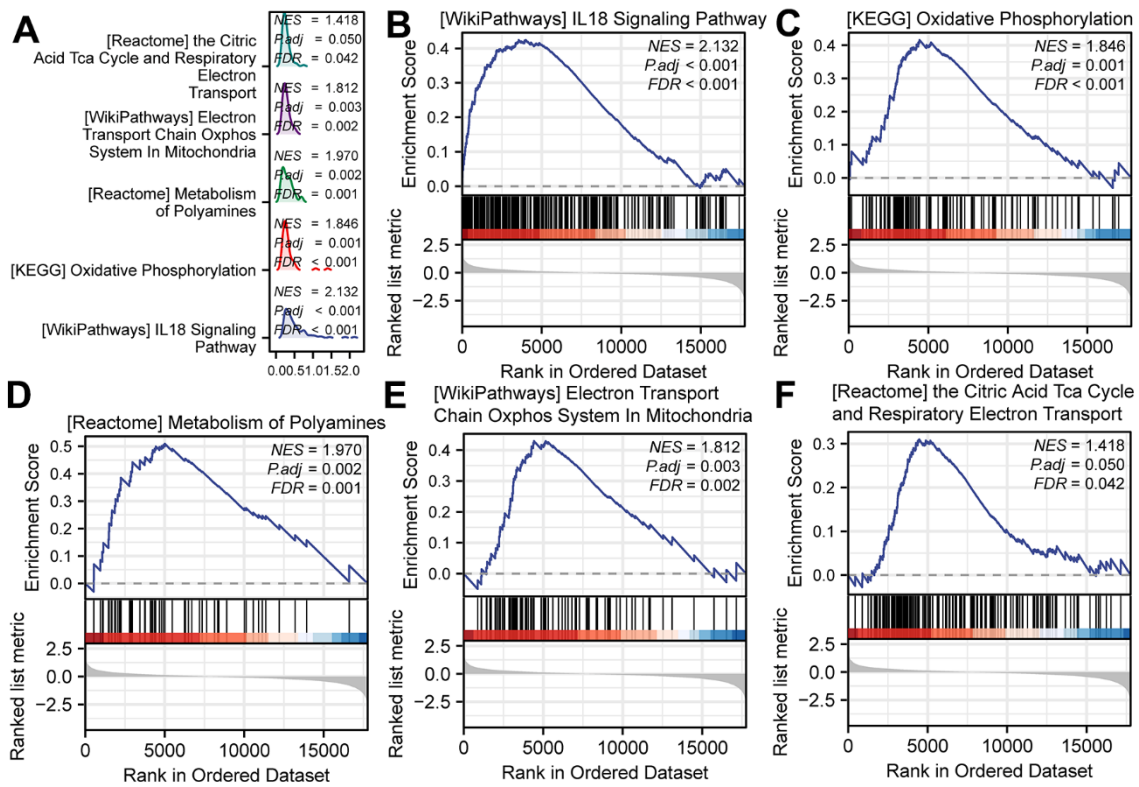 A
[Reactome] the Citric
Acid Tca Cycle and Respiratory
Electron
Transport
NES = 1.418
P.adj = 0.050
FDR = 0.042
[WikiPathways] Electron
Transport Chain Oxphos
System In Mitochondria
NES = 1.812
P.adj = 0.003
FDR = 0.002
[Reactome] Metabolism
of Polyamines
NES = 1.970
P.adj = 0.002
FDR = 0.001
[KEGG] Oxidative Phosphorylation
NES = 1.846
P.adj = 0.001
FDR < 0.001
[WikiPathways] IL18 Signaling
Pathway
NES = 2.132
P.adj < 0.001
FDR < 0.001
0.00.51.01.52.0
B
[WikiPathways] IL18 Signaling Pathway
NES = 2.132
P.adj < 0.001
FDR < 0.001
Enrichment Score
0.4
0.3
0.2
0.1
0.0
Ranked list metric
2.5
0.0
−2.5
0 5000 10000 15000
Rank in Ordered Dataset
C
[KEGG] Oxidative Phosphorylation
NES = 1.846
P.adj = 0.001
FDR < 0.001
Enrichment Score
0.4
0.3
0.2
0.1
0.0
Ranked list metric
2.5
0.0
−2.5
0 5000 10000 15000
Rank in Ordered Dataset
D
[Reactome] Metabolism of Polyamines
NES = 1.970
P.adj = 0.002
FDR = 0.001
Enrichment Score
0.5
0.4
0.3
0.2
0.1
0.0
Ranked list metric
2.5
0.0
−2.5
0 5000 10000 15000
Rank in Ordered Dataset
E
[WikiPathways] Electron Transport
Chain Oxphos System In Mitochondria
NES = 1.812
P.adj = 0.003
FDR = 0.002
Enrichment Score
0.4
0.3
0.2
0.1
0.0
Ranked list metric
2.5
0.0
−2.5
0 5000 10000 15000
Rank in Ordered Dataset
F
[Reactome] the Citric Acid Tca Cycle
and Respiratory Electron Transport
NES = 1.418
P.adj = 0.050
FDR = 0.042
Enrichment Score
0.3
0.2
0.1
0.0
Ranked list metric
2.5
0.0
−2.5
0 5000 10000 15000
Rank in Ordered Dataset